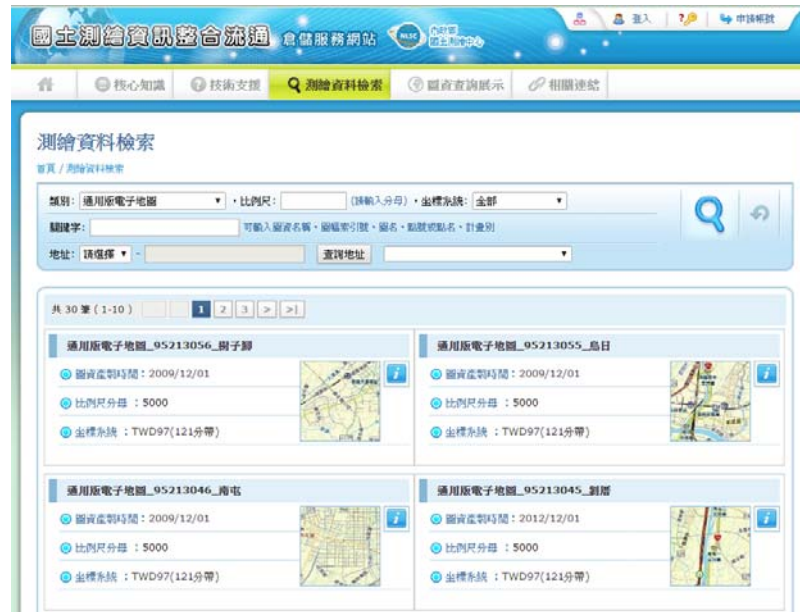 國土測繪資訊整合流通 倉儲服務網站 NLSC 內政部 國土測繪中心
登入 申請帳號
核心知識 技術支援 測繪資料檢索 圖資查詢展示 相關連結
測繪資料檢索
首頁 / 測繪資料檢索
類別: 通用版電子地圖 ,比例尺: (請輸入分母),坐標系統: 全部
關鍵字: 可輸入圖資名稱、圖幅索引號、圖名、點號或點名、計畫別
地址: 請選擇 - 查詢地址
共 30 筆 ( 1-10 ) 1 2 3 > >|
通用版電子地圖_95213056_樹子腳 通用版電子地圖_95213055_烏日
圖資產製時間:2009/12/01 圖資產製時間:2009/12/01
比例尺分母 :5000 比例尺分母 :5000
坐標系統 :TWD97(121分帶) 坐標系統 :TWD97(121分帶)
通用版電子地圖_95213046_南屯 通用版電子地圖_95213045_劉厝
圖資產製時間:2009/12/01 圖資產製時間:2012/12/01
比例尺分母 :5000 比例尺分母 :5000
坐標系統 :TWD97(121分帶) 坐標系統 :TWD97(121分帶)